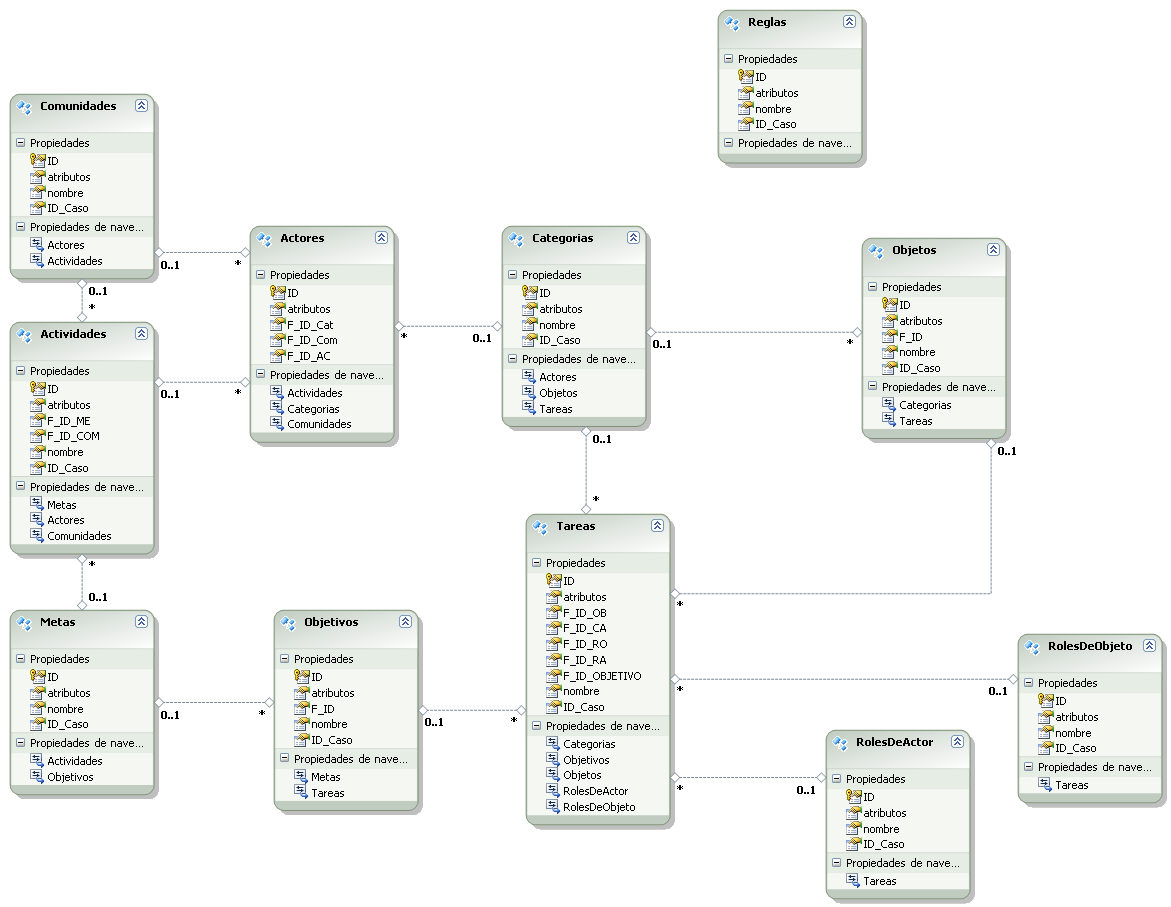 Reglas
Propiedades
ID
atributos
nombre
ID_Caso
Propiedades de nave...
Comunidades
Propiedades
ID
atributos
nombre
ID_Caso
Propiedades de nave...
Actores
Actividades
0..1
*
0..1
*
Actores
Propiedades
ID
atributos
F_ID_Cat
F_ID_Com
F_ID_AC
Propiedades de nave...
Actividades
Categorias
Comunidades
*
0..1
Categorias
Propiedades
ID
atributos
nombre
ID_Caso
Propiedades de nave...
Actores
Objetos
Tareas
0..1
*
0..1
*
Objetos
Propiedades
ID
atributos
F_ID
nombre
ID_Caso
Propiedades de nave...
Categorias
Tareas
0..1
*
Actividades
Propiedades
ID
atributos
F_ID_ME
F_ID_COM
nombre
ID_Caso
Propiedades de nave...
Metas
Actores
Comunidades
0..1
*
*
0..1
Metas
Propiedades
ID
atributos
nombre
ID_Caso
Propiedades de nave...
Actividades
Objetivos
0..1
*
Objetivos
Propiedades
ID
atributos
F_ID
nombre
ID_Caso
Propiedades de nave...
Metas
Tareas
0..1
*
Tareas
Propiedades
ID
atributos
F_ID_OB
F_ID_CA
F_ID_RO
F_ID_RA
F_ID_OBJETIVO
nombre
ID_Caso
Propiedades de nave...
Categorias
Objetivos
Objetos
RolesDeActor
RolesDeObjeto
*
0..1
*
0..1
RolesDeActor
Propiedades
ID
atributos
nombre
ID_Caso
Propiedades de nave...
Tareas
RolesDeObjeto
Propiedades
ID
atributos
nombre
ID_Caso
Propiedades de nave...
Tareas